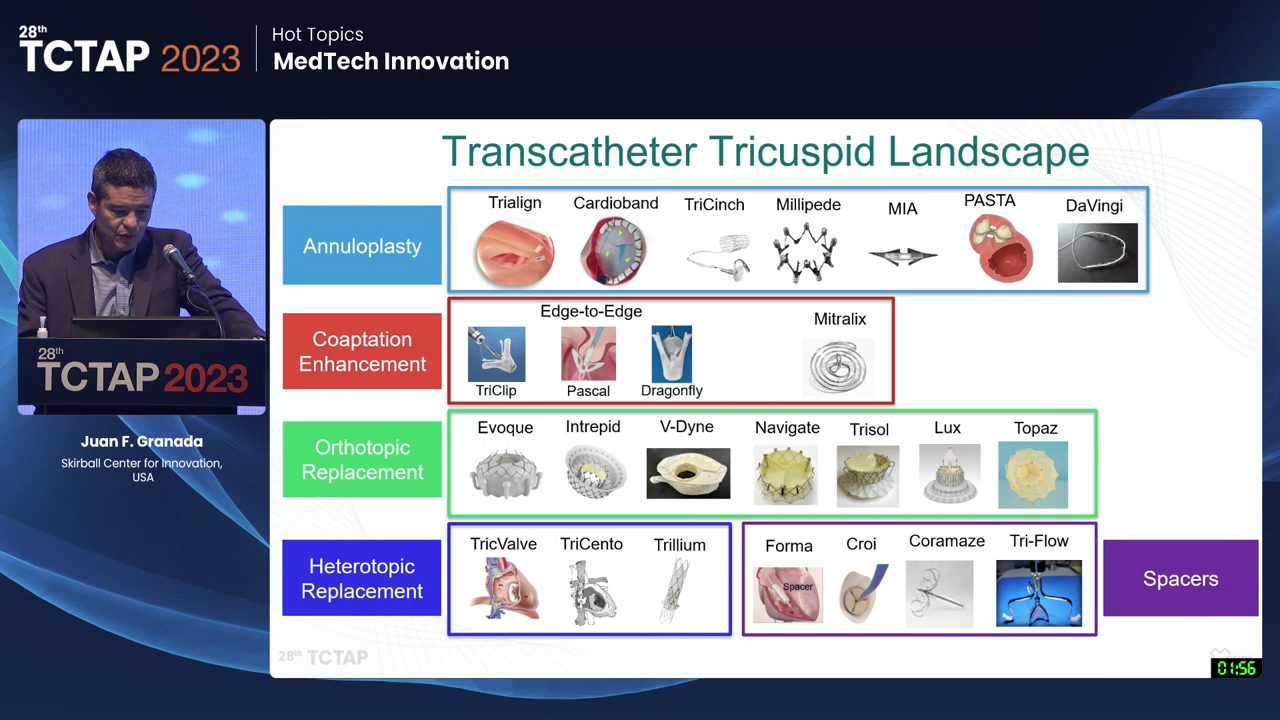 28th
TCTAP 2023
Hot Topics
MedTech Innovation
28th
TCTAP 2023
Juan F. Granada
Skirball Center for Innovation,
USA
Transcatheter Tricuspid Landscape
Annuloplasty
Trialign
Cardioband
TriCinch
Millipede
MIA
PASTA
DaVingi
Coaptation
Enhancement
Edge-to-Edge
TriClip
Pascal
Dragonfly
Mitralix
Orthotopic
Replacement
Evoque
Intrepid
V-Dyne
Navigate
Trisol
Lux
Topaz
Heterotopic
Replacement
TricValve
TriCento
Trillium
Forma
Spacer
Croi
Coramaze
Tri-Flow
Spacers
28th TCTAP
01:56